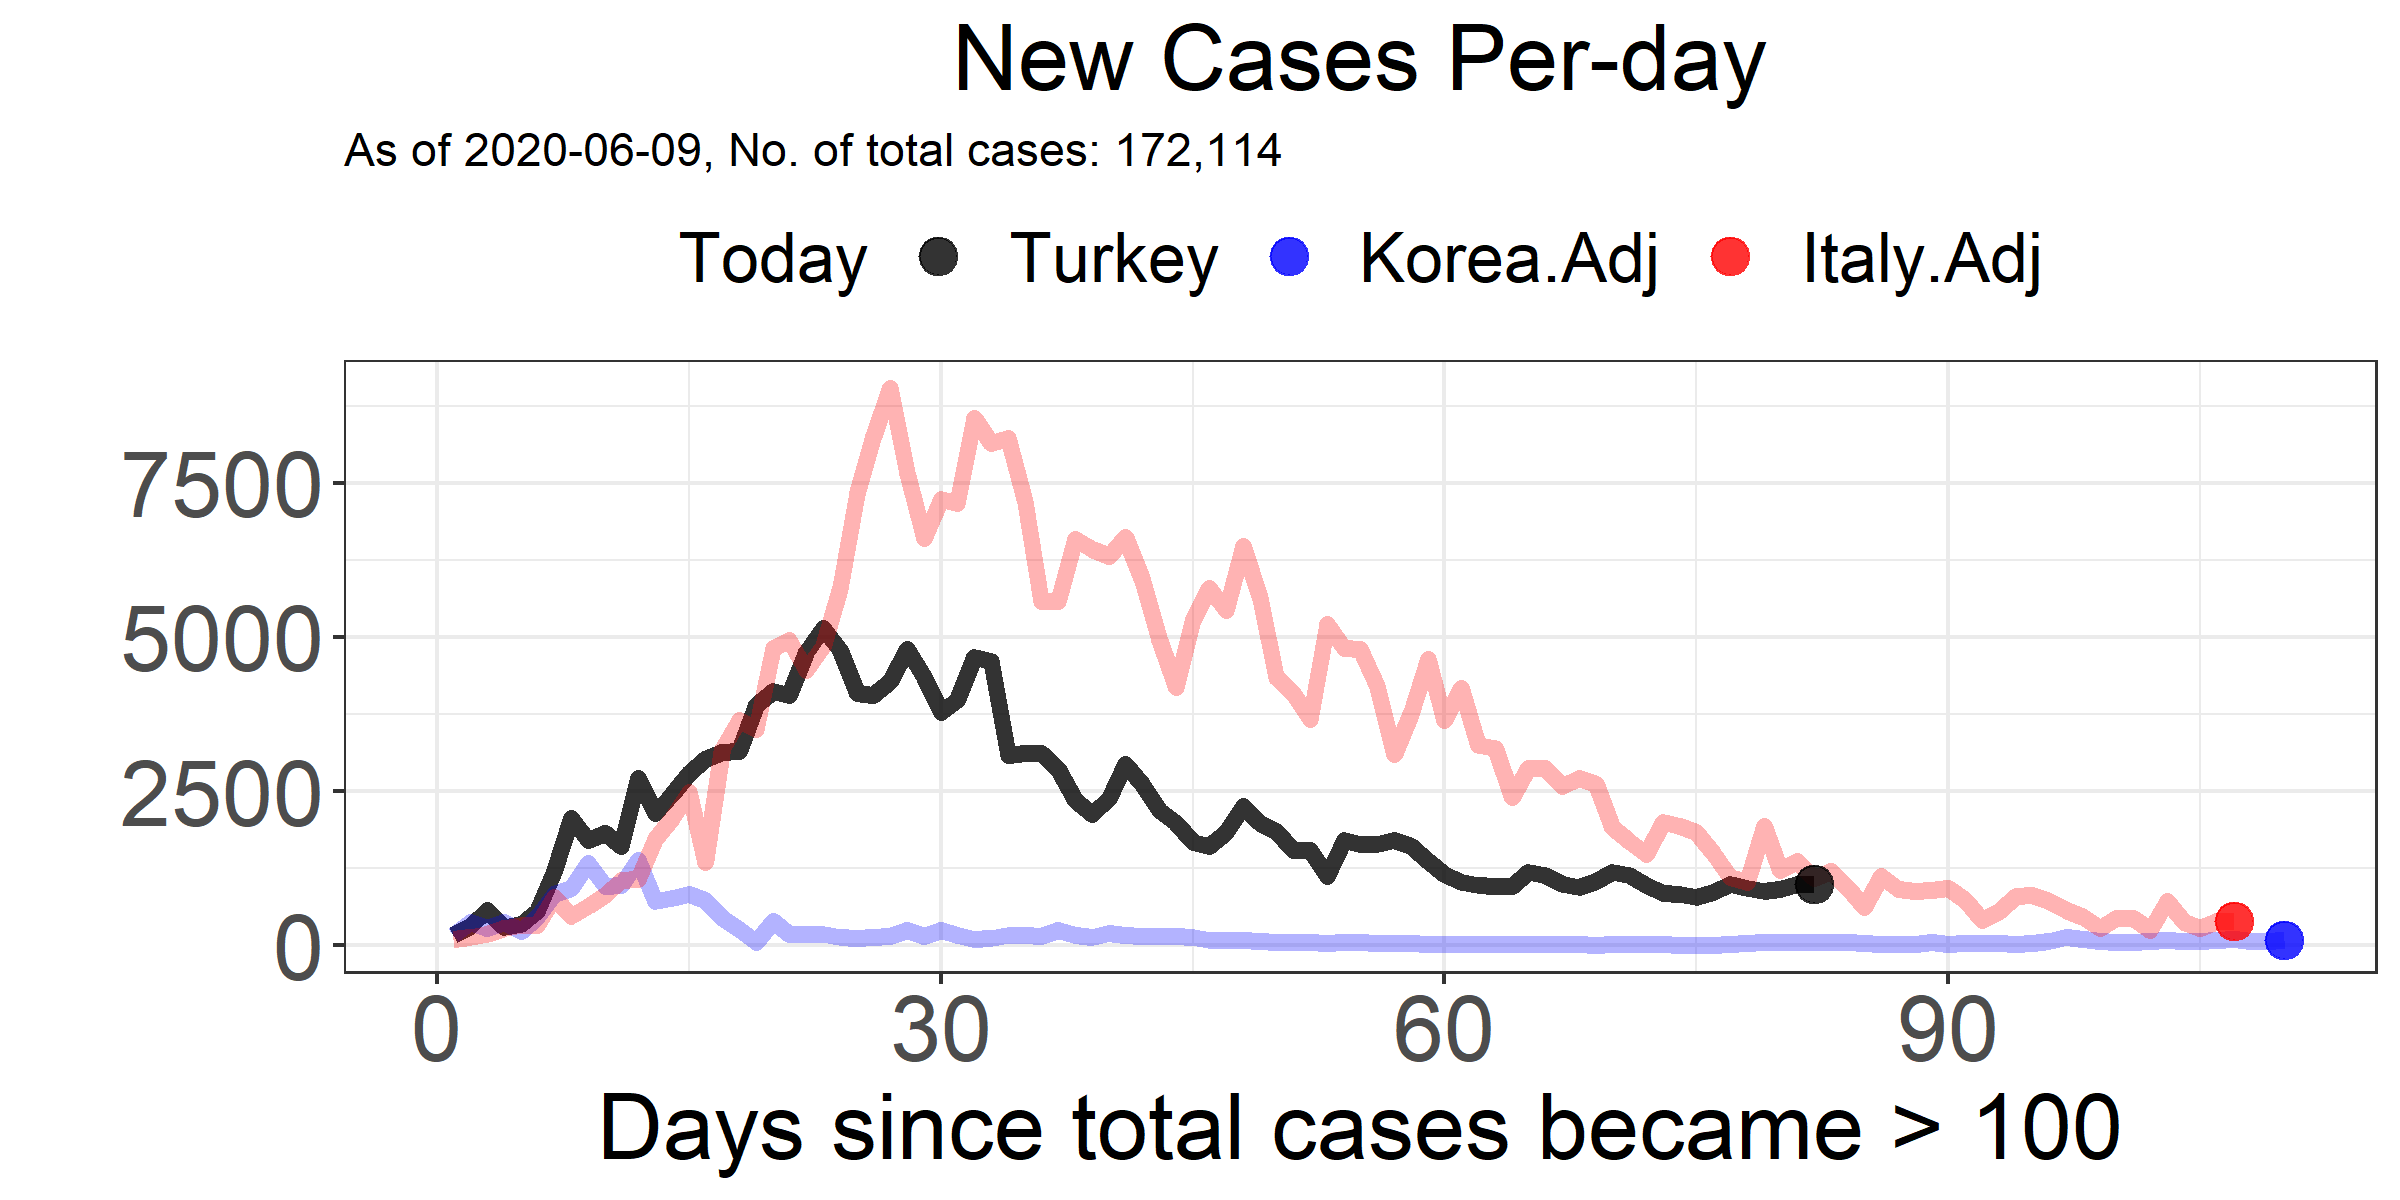 New Cases Per-day
As of 2020-06-09, No. of total cases: 172,114
Today Turkey Korea.Adj Italy.Adj
7500
5000
2500
0
0 30 60 90
Days since total cases became > 100